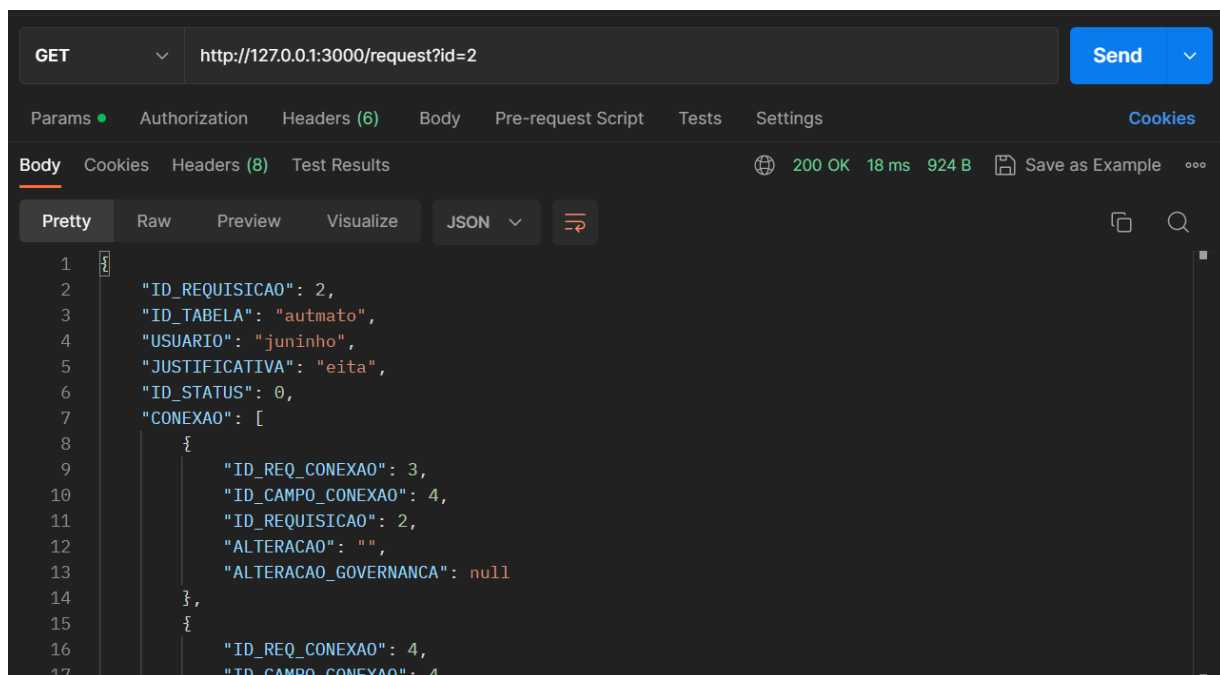 GET http://127.0.0.1:3000/request?id=2 Send
Params Authorization Headers (6) Body Pre-request Script Tests Settings Cookies
Body Cookies Headers (8) Test Results 200 OK 18 ms 924 B Save as Example
Pretty Raw Preview Visualize JSON
1 {
2 "ID_REQUISICAO": 2,
3 "ID_TABELA": "autmato",
4 "USUARIO": "juninho",
5 "JUSTIFICATIVA": "eita",
6 "ID_STATUS": 0,
7 "CONEXAO": [
8 {
9 "ID_REQ_CONEXAO": 3,
10 "ID_CAMPO_CONEXAO": 4,
11 "ID_REQUISICAO": 2,
12 "ALTERACAO": "",
13 "ALTERACAO_GOVERNANCA": null
14 },
15 {
16 "ID_REQ_CONEXAO": 4,
17 "ID_CAMPO_CONEXAO": 4